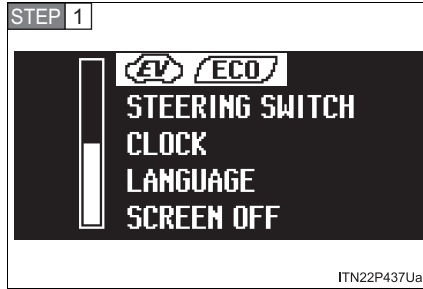 STEP 1
EV ECO
STEERING SWITCH
CLOCK
LANGUAGE
SCREEN OFF
ITN22P437Ua